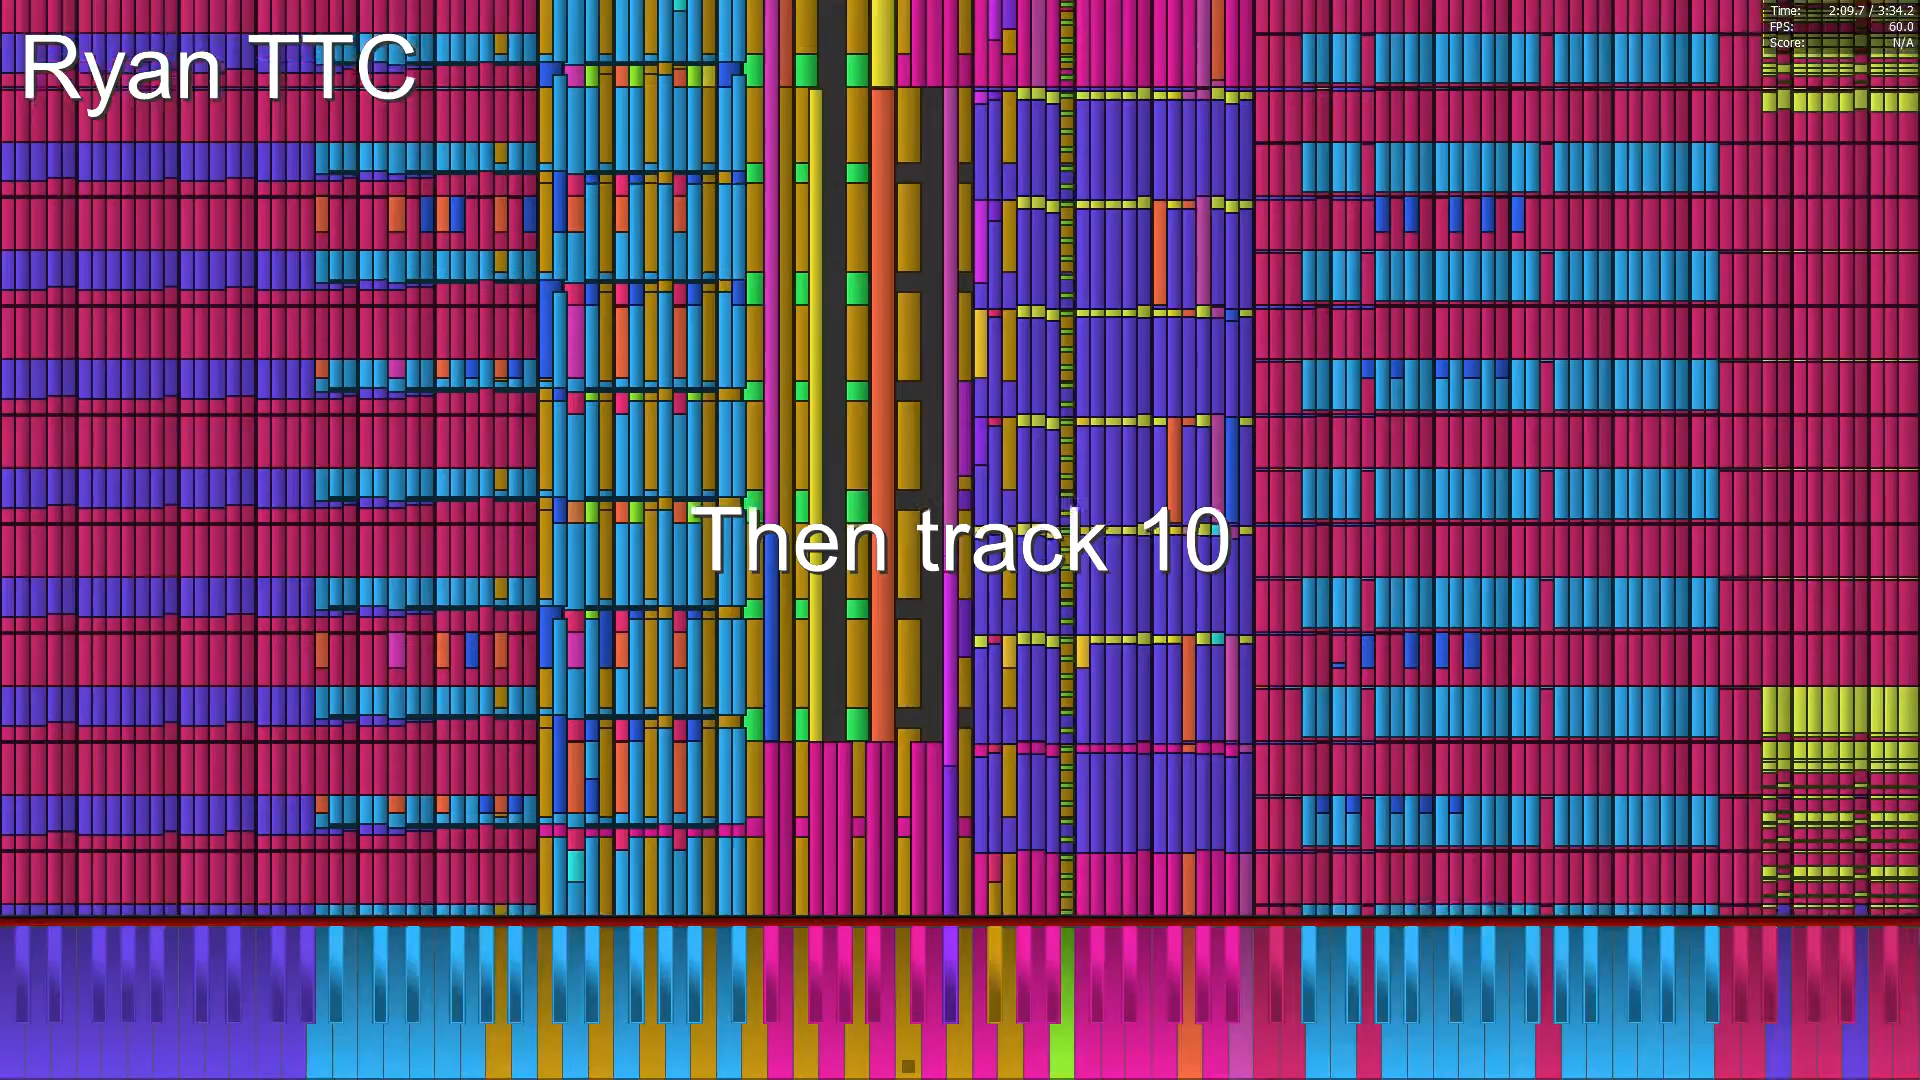 Ryan TTC
Time: 2:09.7 / 3:34.2
FPS: 60.0
Score: N/A
Then track 10